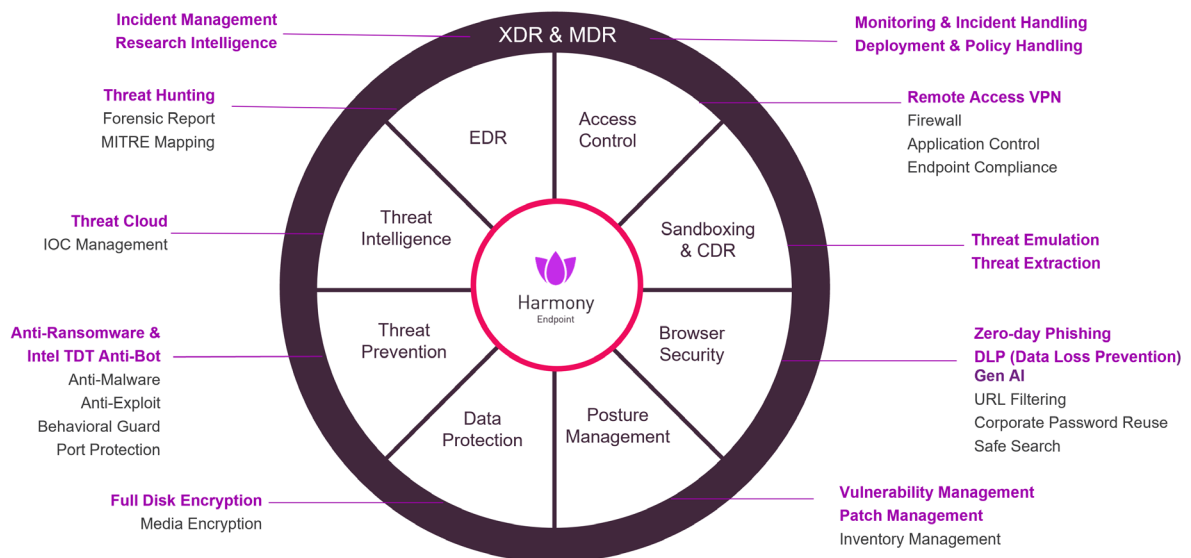 Incident Management
Research Intelligence
XDR & MDR
Monitoring & Incident Handling
Deployment & Policy Handling
Threat Hunting
Forensic Report
MITRE Mapping
EDR
Access
Control
Remote Access VPN
Firewall
Application Control
Endpoint Compliance
Threat Cloud
IOC Management
Threat
Intelligence
Sandboxing
& CDR
Threat Emulation
Threat Extraction
Harmony
Endpoint
Anti-Ransomware &
Intel TDT Anti-Bot
Anti-Malware
Anti-Exploit
Behavioral Guard
Port Protection
Threat
Prevention
Browser
Security
Zero-day Phishing
DLP (Data Loss Prevention)
Gen AI
URL Filtering
Corporate Password Reuse
Safe Search
Data
Protection
Posture
Management
Full Disk Encryption
Media Encryption
Vulnerability Management
Patch Management
Inventory Management